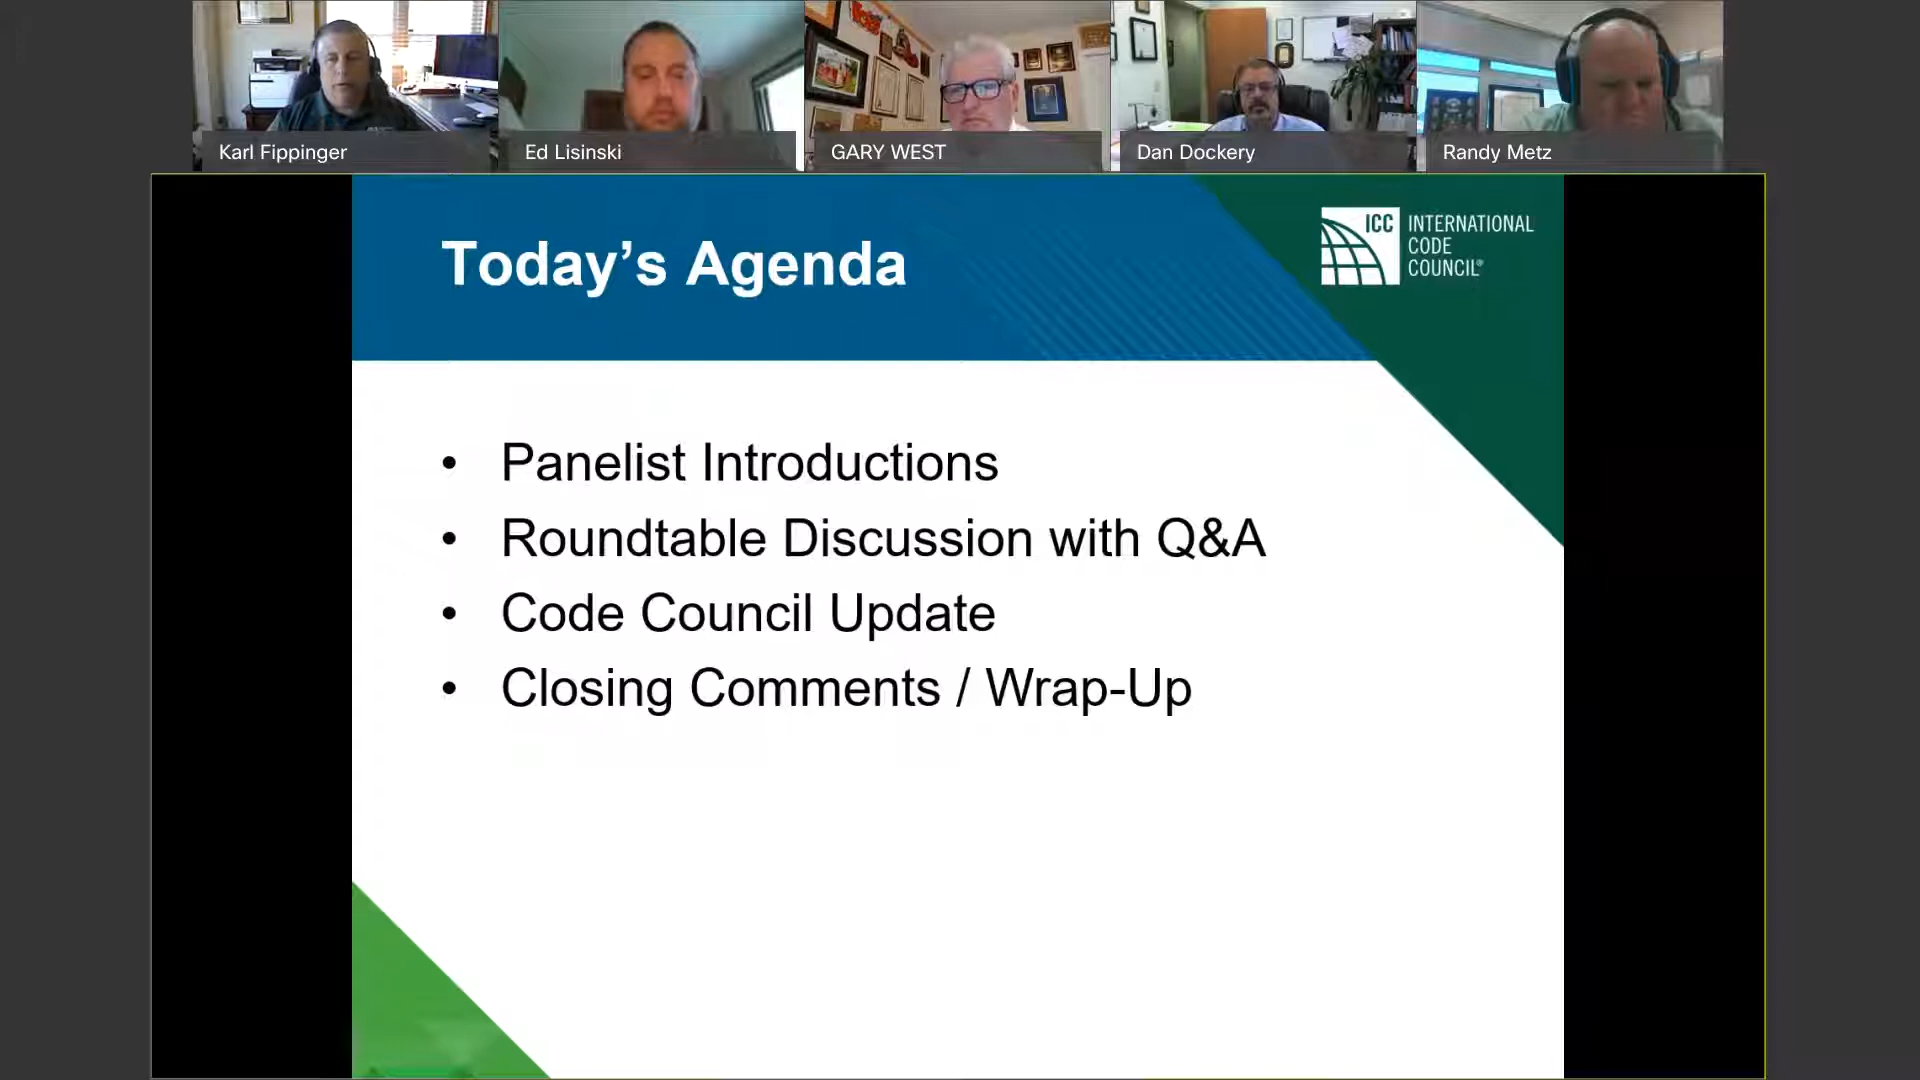 Karl Fippinger
Ed Lisinski
GARY WEST
Dan Dockery
Randy Metz
Today’s Agenda
ICC INTERNATIONAL
CODE
COUNCIL®
• Panelist Introductions
• Roundtable Discussion with Q&A
• Code Council Update
• Closing Comments / Wrap-Up